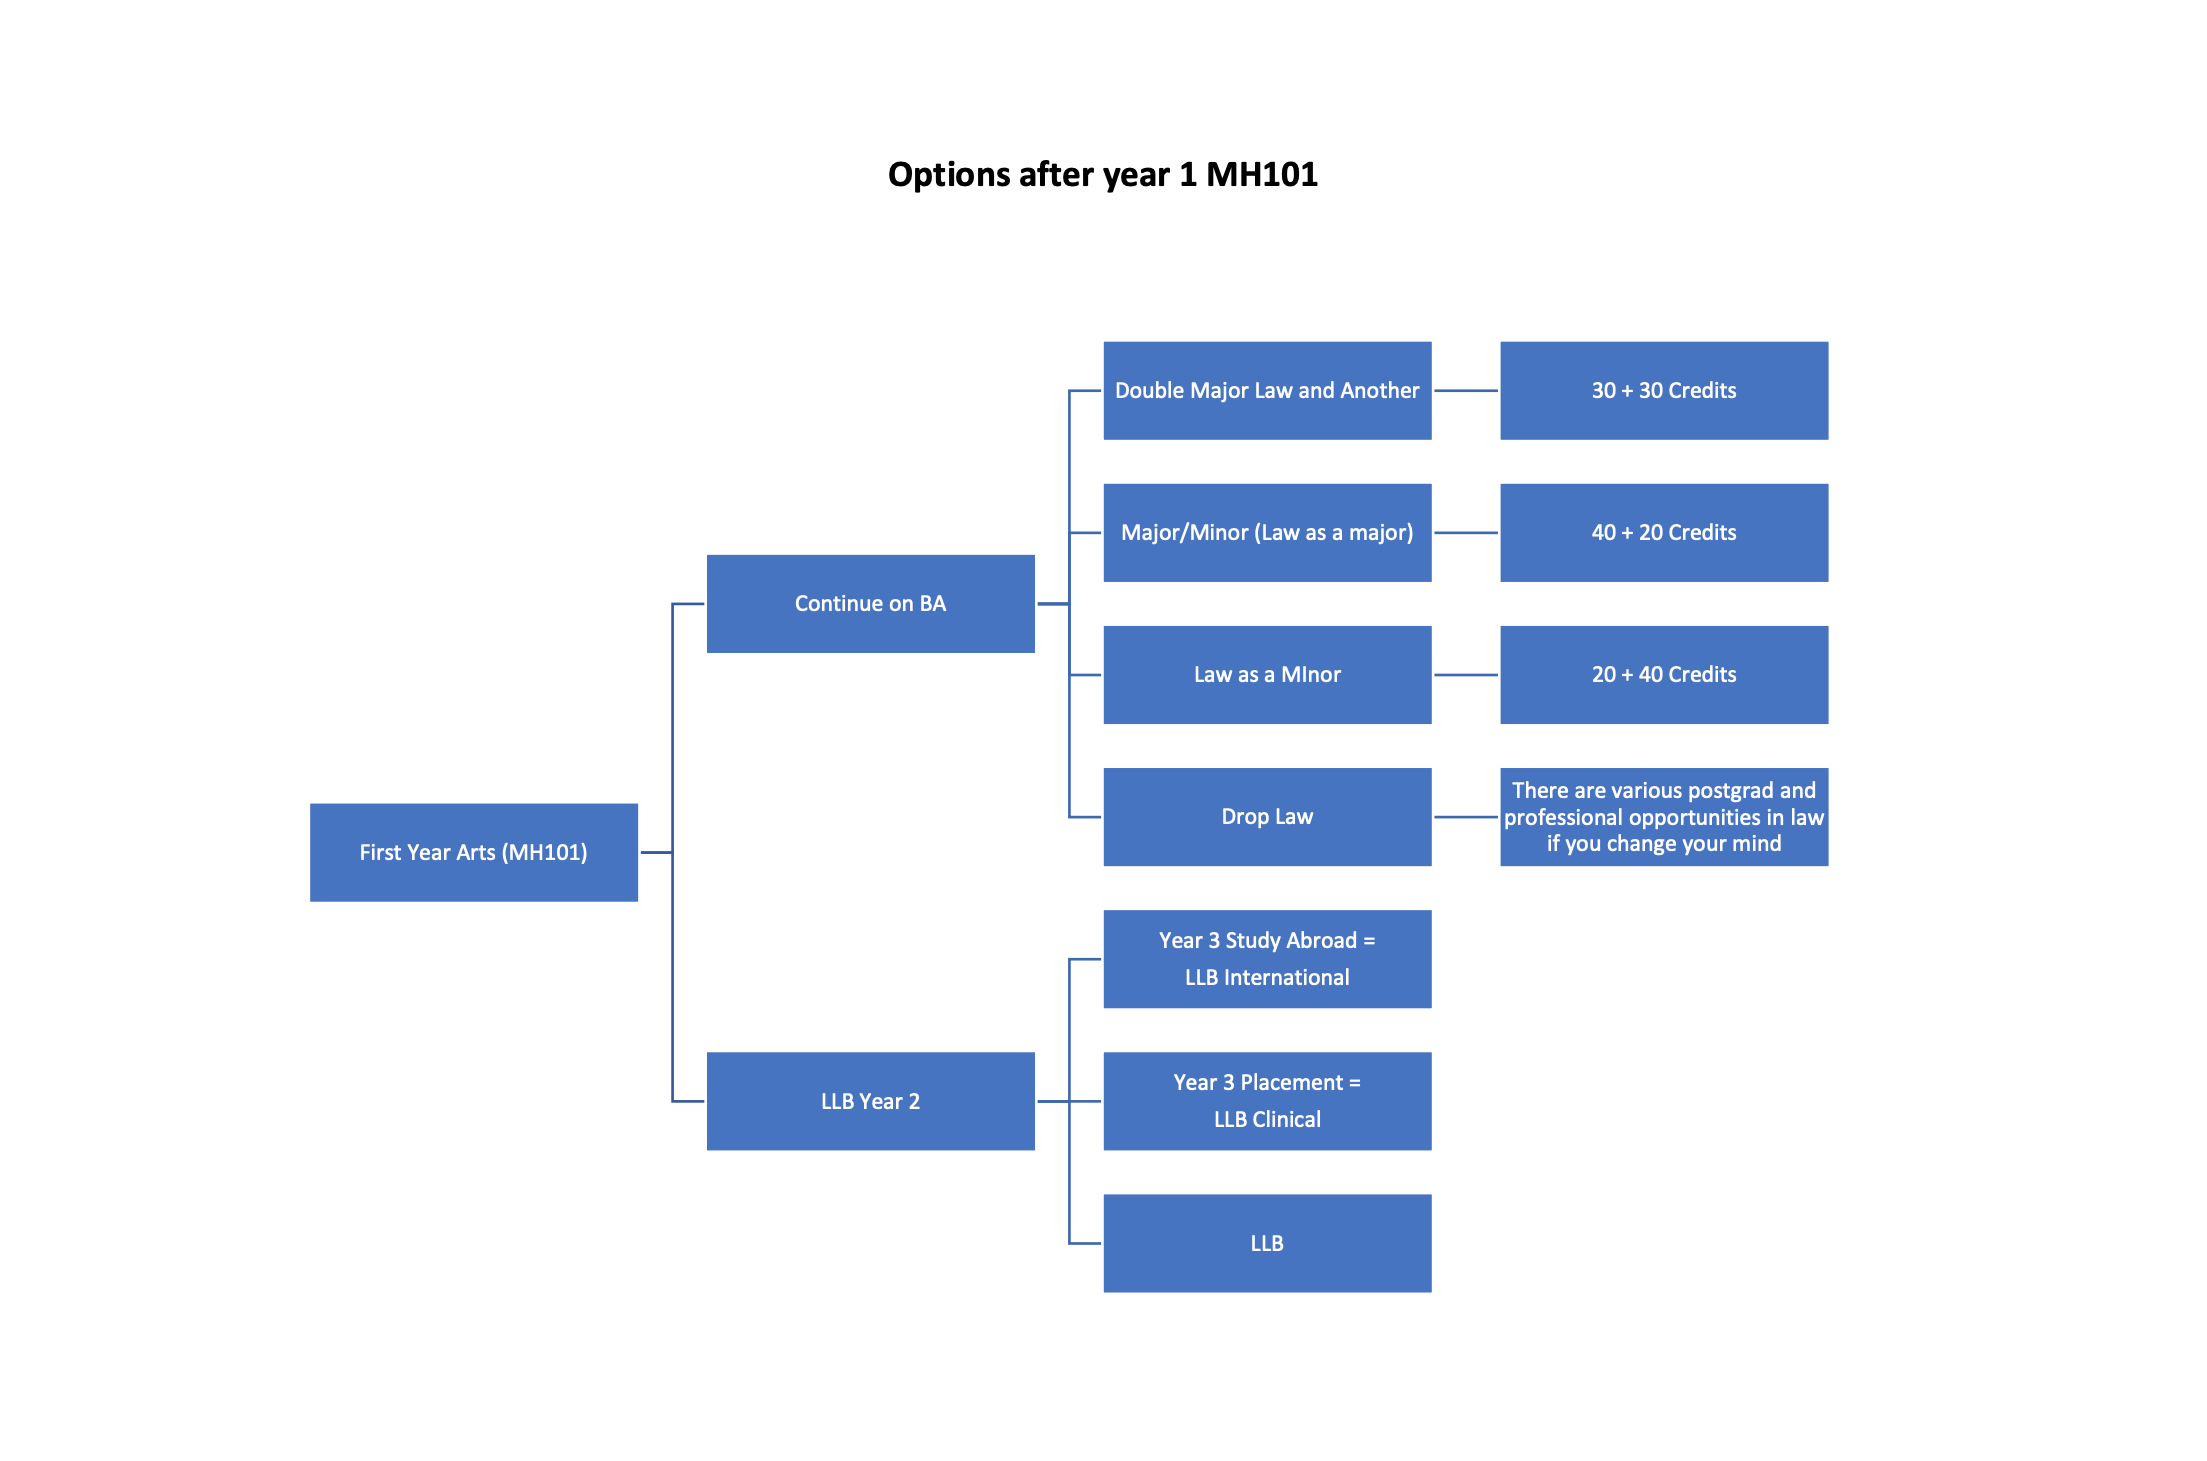 Options after year 1 MH101
First Year Arts (MH101)
Continue on BA
Double Major Law and Another
30 + 30 Credits
Major/Minor (Law as a major)
40 + 20 Credits
Law as a MInor
20 + 40 Credits
Drop Law
There are various postgrad and
professional opportunities in law
if you change your mind
LLB Year 2
Year 3 Study Abroad =
LLB International
Year 3 Placement =
LLB Clinical
LLB